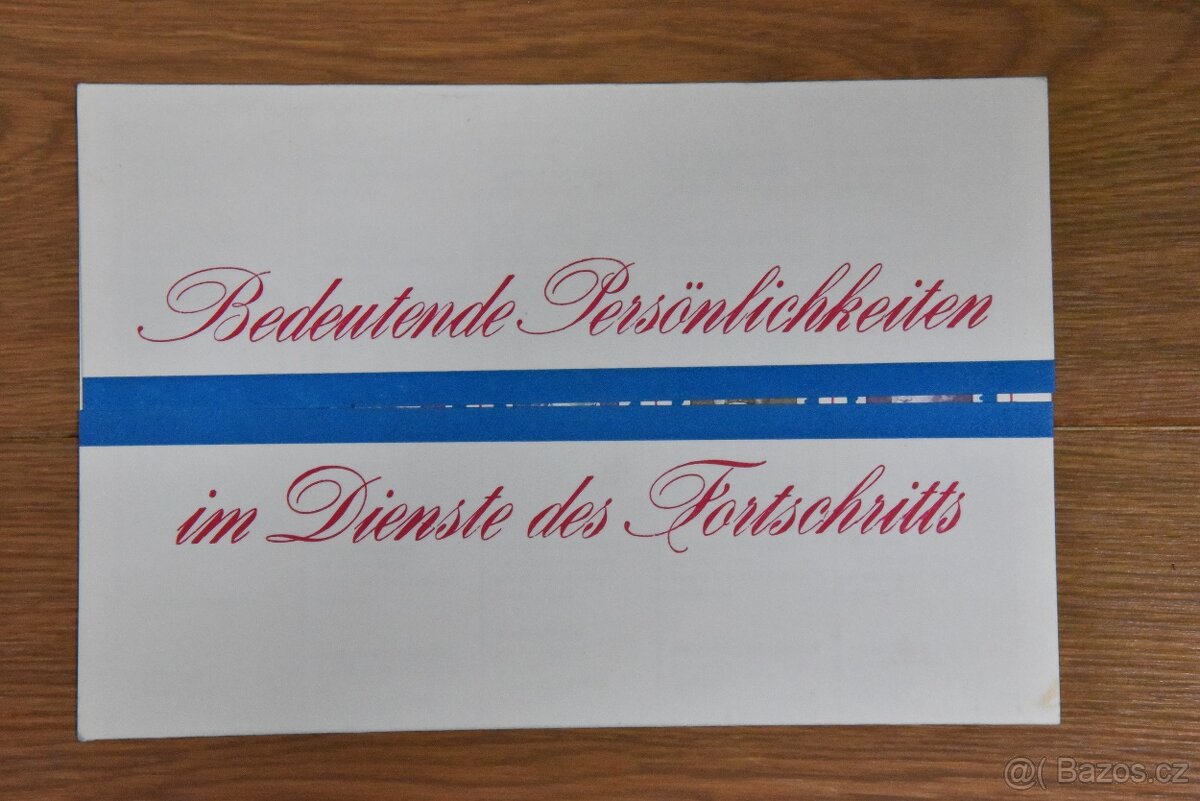 Bedeutende Persönlichkeiten
im Dienste des Fortschritts
@( Bazos.cz